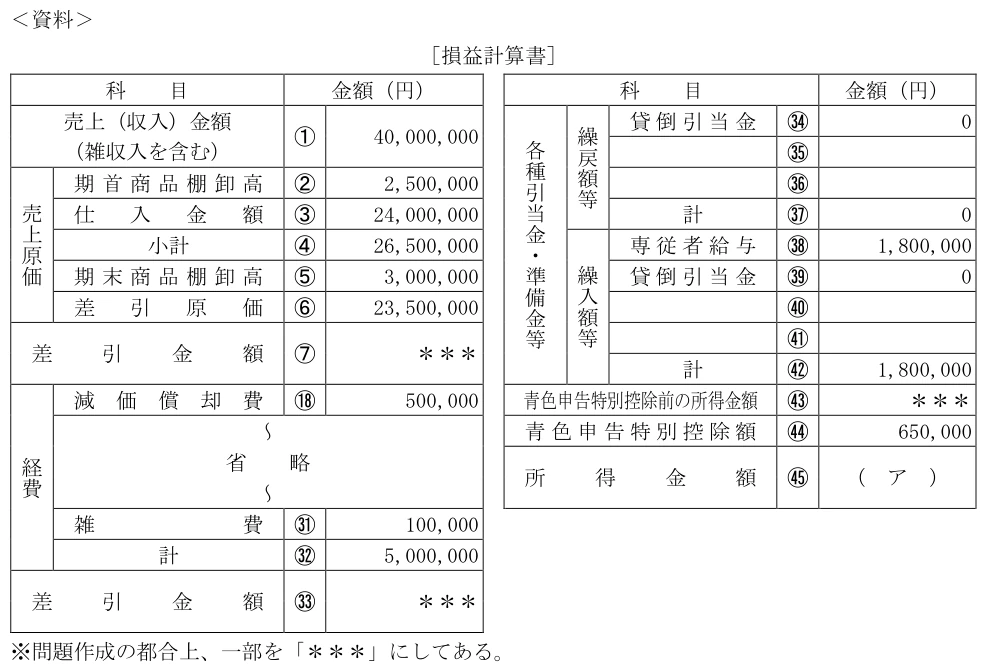 ＜資料＞
［損益計算書］
科　目　金額（円）
売上（収入）金額
（雑収入を含む）　①　40,000,000
売上原価
期首商品棚卸高　②　2,500,000
仕入金額　③　24,000,000
小計　④　26,500,000
期末商品棚卸高　⑤　3,000,000
差引原価　⑥　23,500,000
差引金額　⑦　＊＊＊
経費
減価償却費　⑱　500,000
～
省　略
～
雑費　㉛　100,000
計　㉜　5,000,000
差引金額　㉝　＊＊＊
科　目　金額（円）
各種引当金・準備金等
繰戻額等
貸倒引当金　㉞　0
㉟
㊱
計　㊲　0
繰入額等
専従者給与　㊳　1,800,000
貸倒引当金　㊴　0
㊵
㊶
計　㊷　1,800,000
青色申告特別控除前の所得金額　㊸　＊＊＊
青色申告特別控除額　㊹　650,000
所得金額　㊺　（ア）
※問題作成の都合上、一部を「＊＊＊」にしてある。